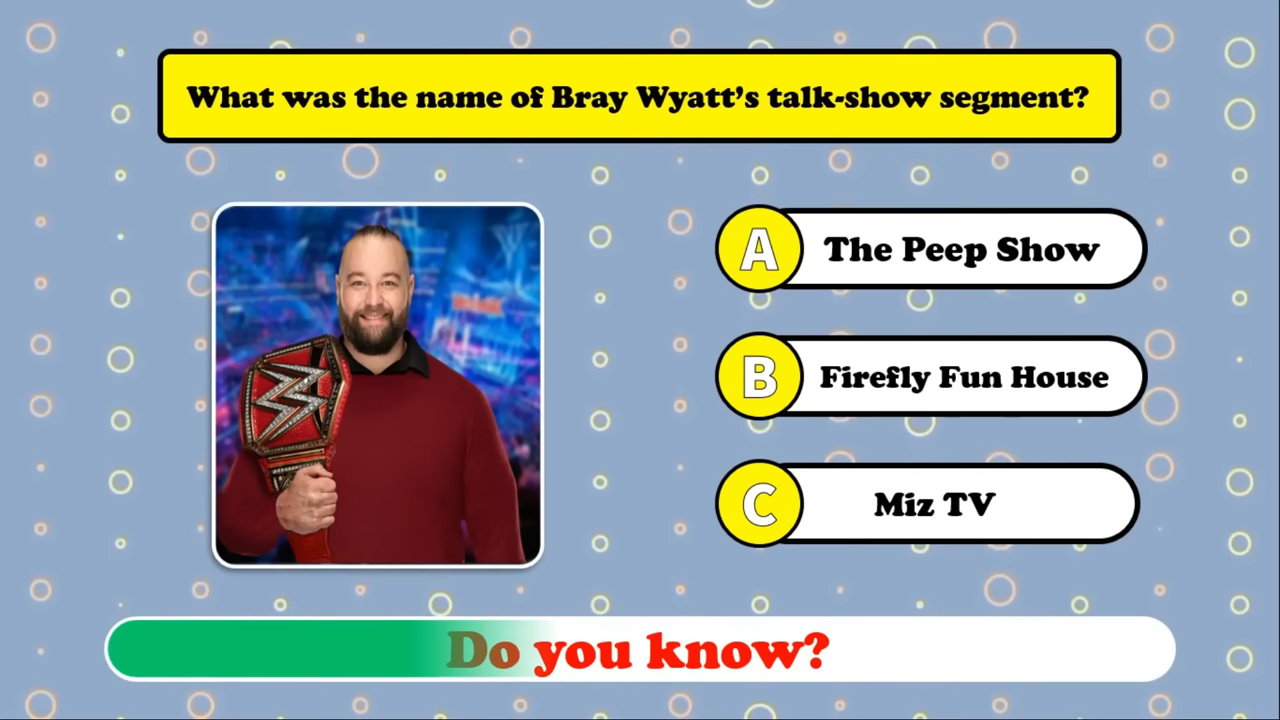 What was the name of Bray Wyatt’s talk-show segment?
A The Peep Show
B Firefly Fun House
C Miz TV
Do you know?